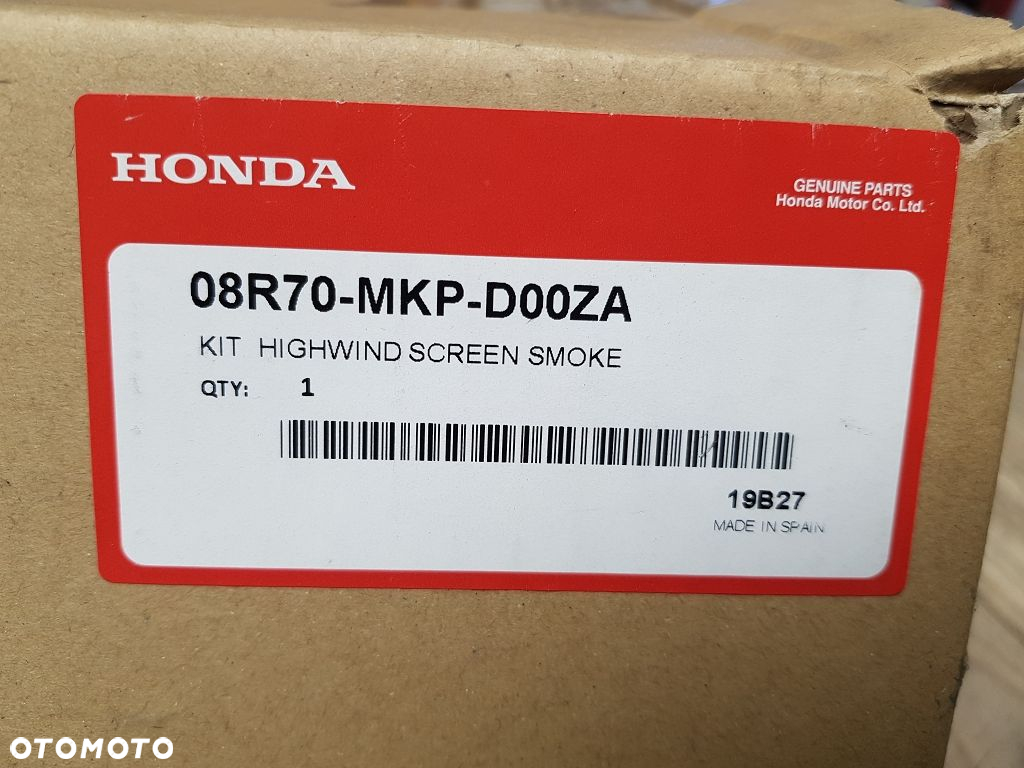 HONDA
GENUINE PARTS
Honda Motor Co. Ltd.
08R70-MKP-D00ZA
KIT HIGHWIND SCREEN SMOKE
QTY: 1
19B27
MADE IN SPAIN
OTOMOTO